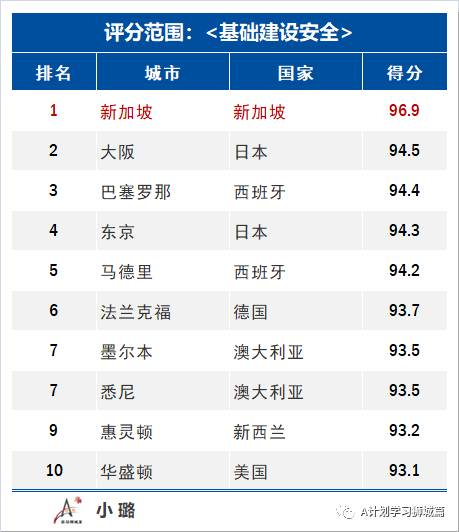 评分范围：<基础建设安全>
排名 城市 国家 得分
1 新加坡 新加坡 96.9
2 大阪 日本 94.5
3 巴塞罗那 西班牙 94.4
4 东京 日本 94.3
5 马德里 西班牙 94.2
6 法兰克福 德国 93.7
7 墨尔本 澳大利亚 93.5
7 悉尼 澳大利亚 93.5
9 惠灵顿 新西兰 93.2
10 华盛顿 美国 93.1
小璐 A计划学习狮城篇